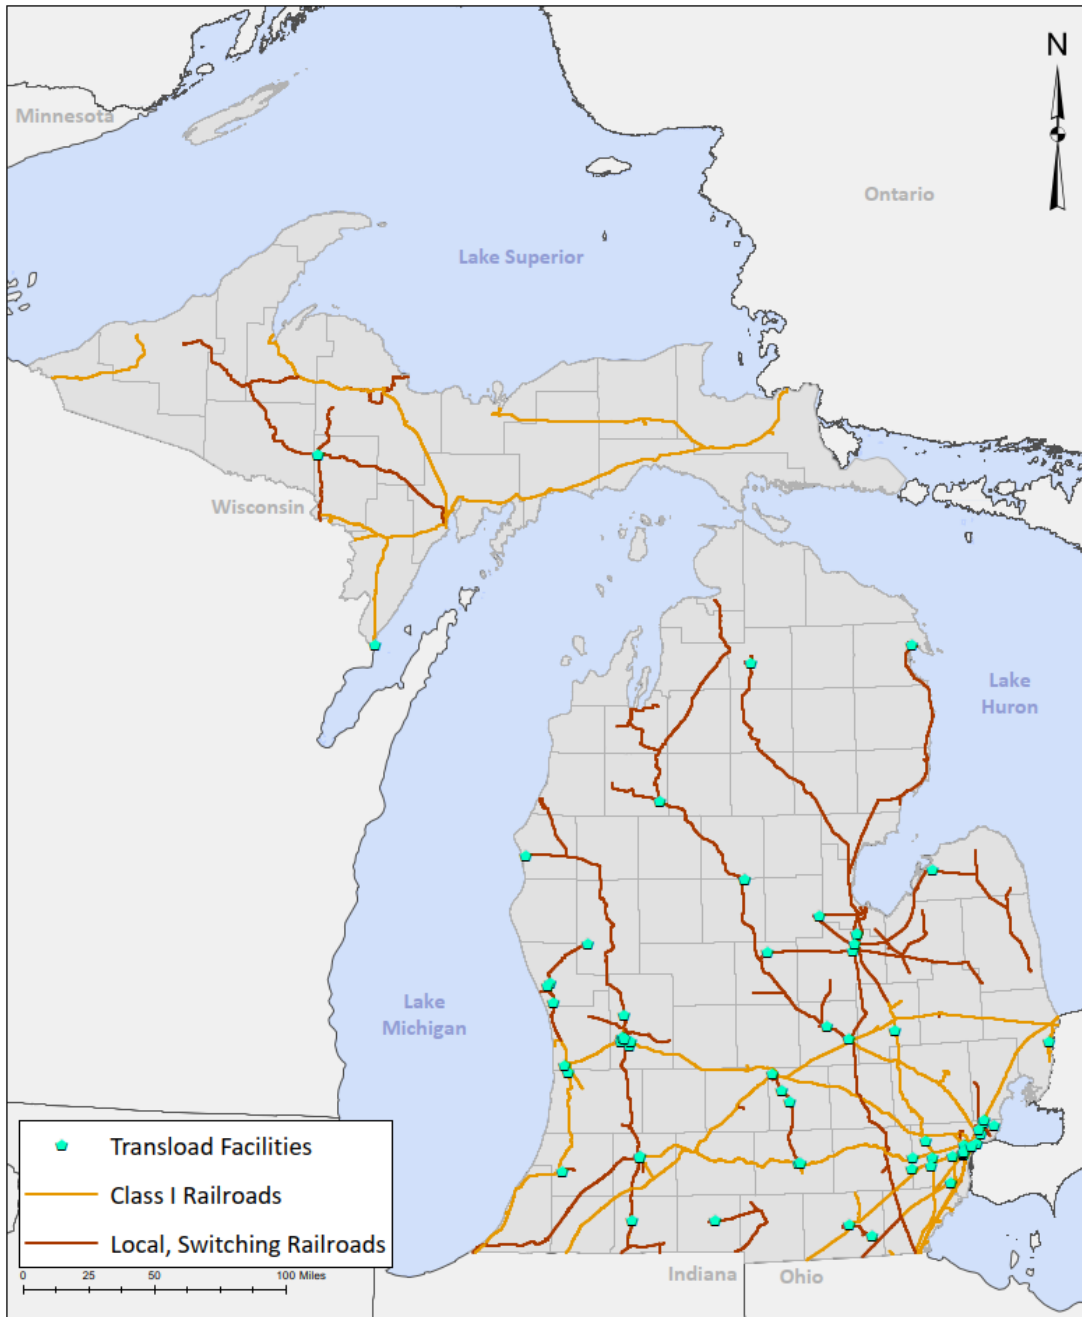 N
Minnesota
Ontario
Lake Superior
Wisconsin
Lake
Huron
Lake
Michigan
Transload Facilities
Class I Railroads
Local, Switching Railroads
0 25 50 100 Miles
Indiana
Ohio